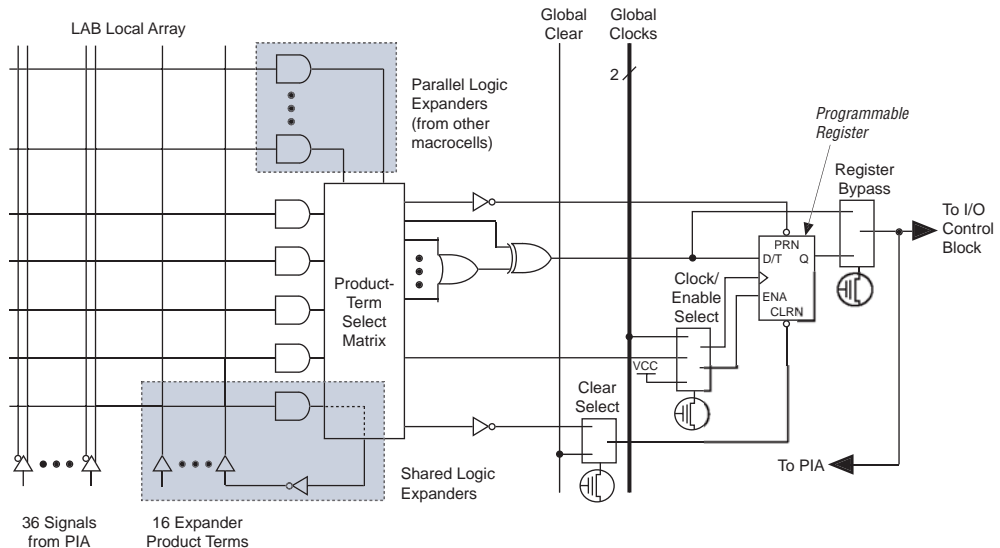 LAB Local Array
Global
Clear
Global
Clocks
2
Parallel Logic
Expanders
(from other
macrocells)
Programmable
Register
Register
Bypass
To I/O
Control
Block
PRN
D/T
Q
ENA
CLRN
Clock/
Enable
Select
Product-
Term
Select
Matrix
VCC
Clear
Select
To PIA
Shared Logic
Expanders
36 Signals
from PIA
16 Expander
Product Terms